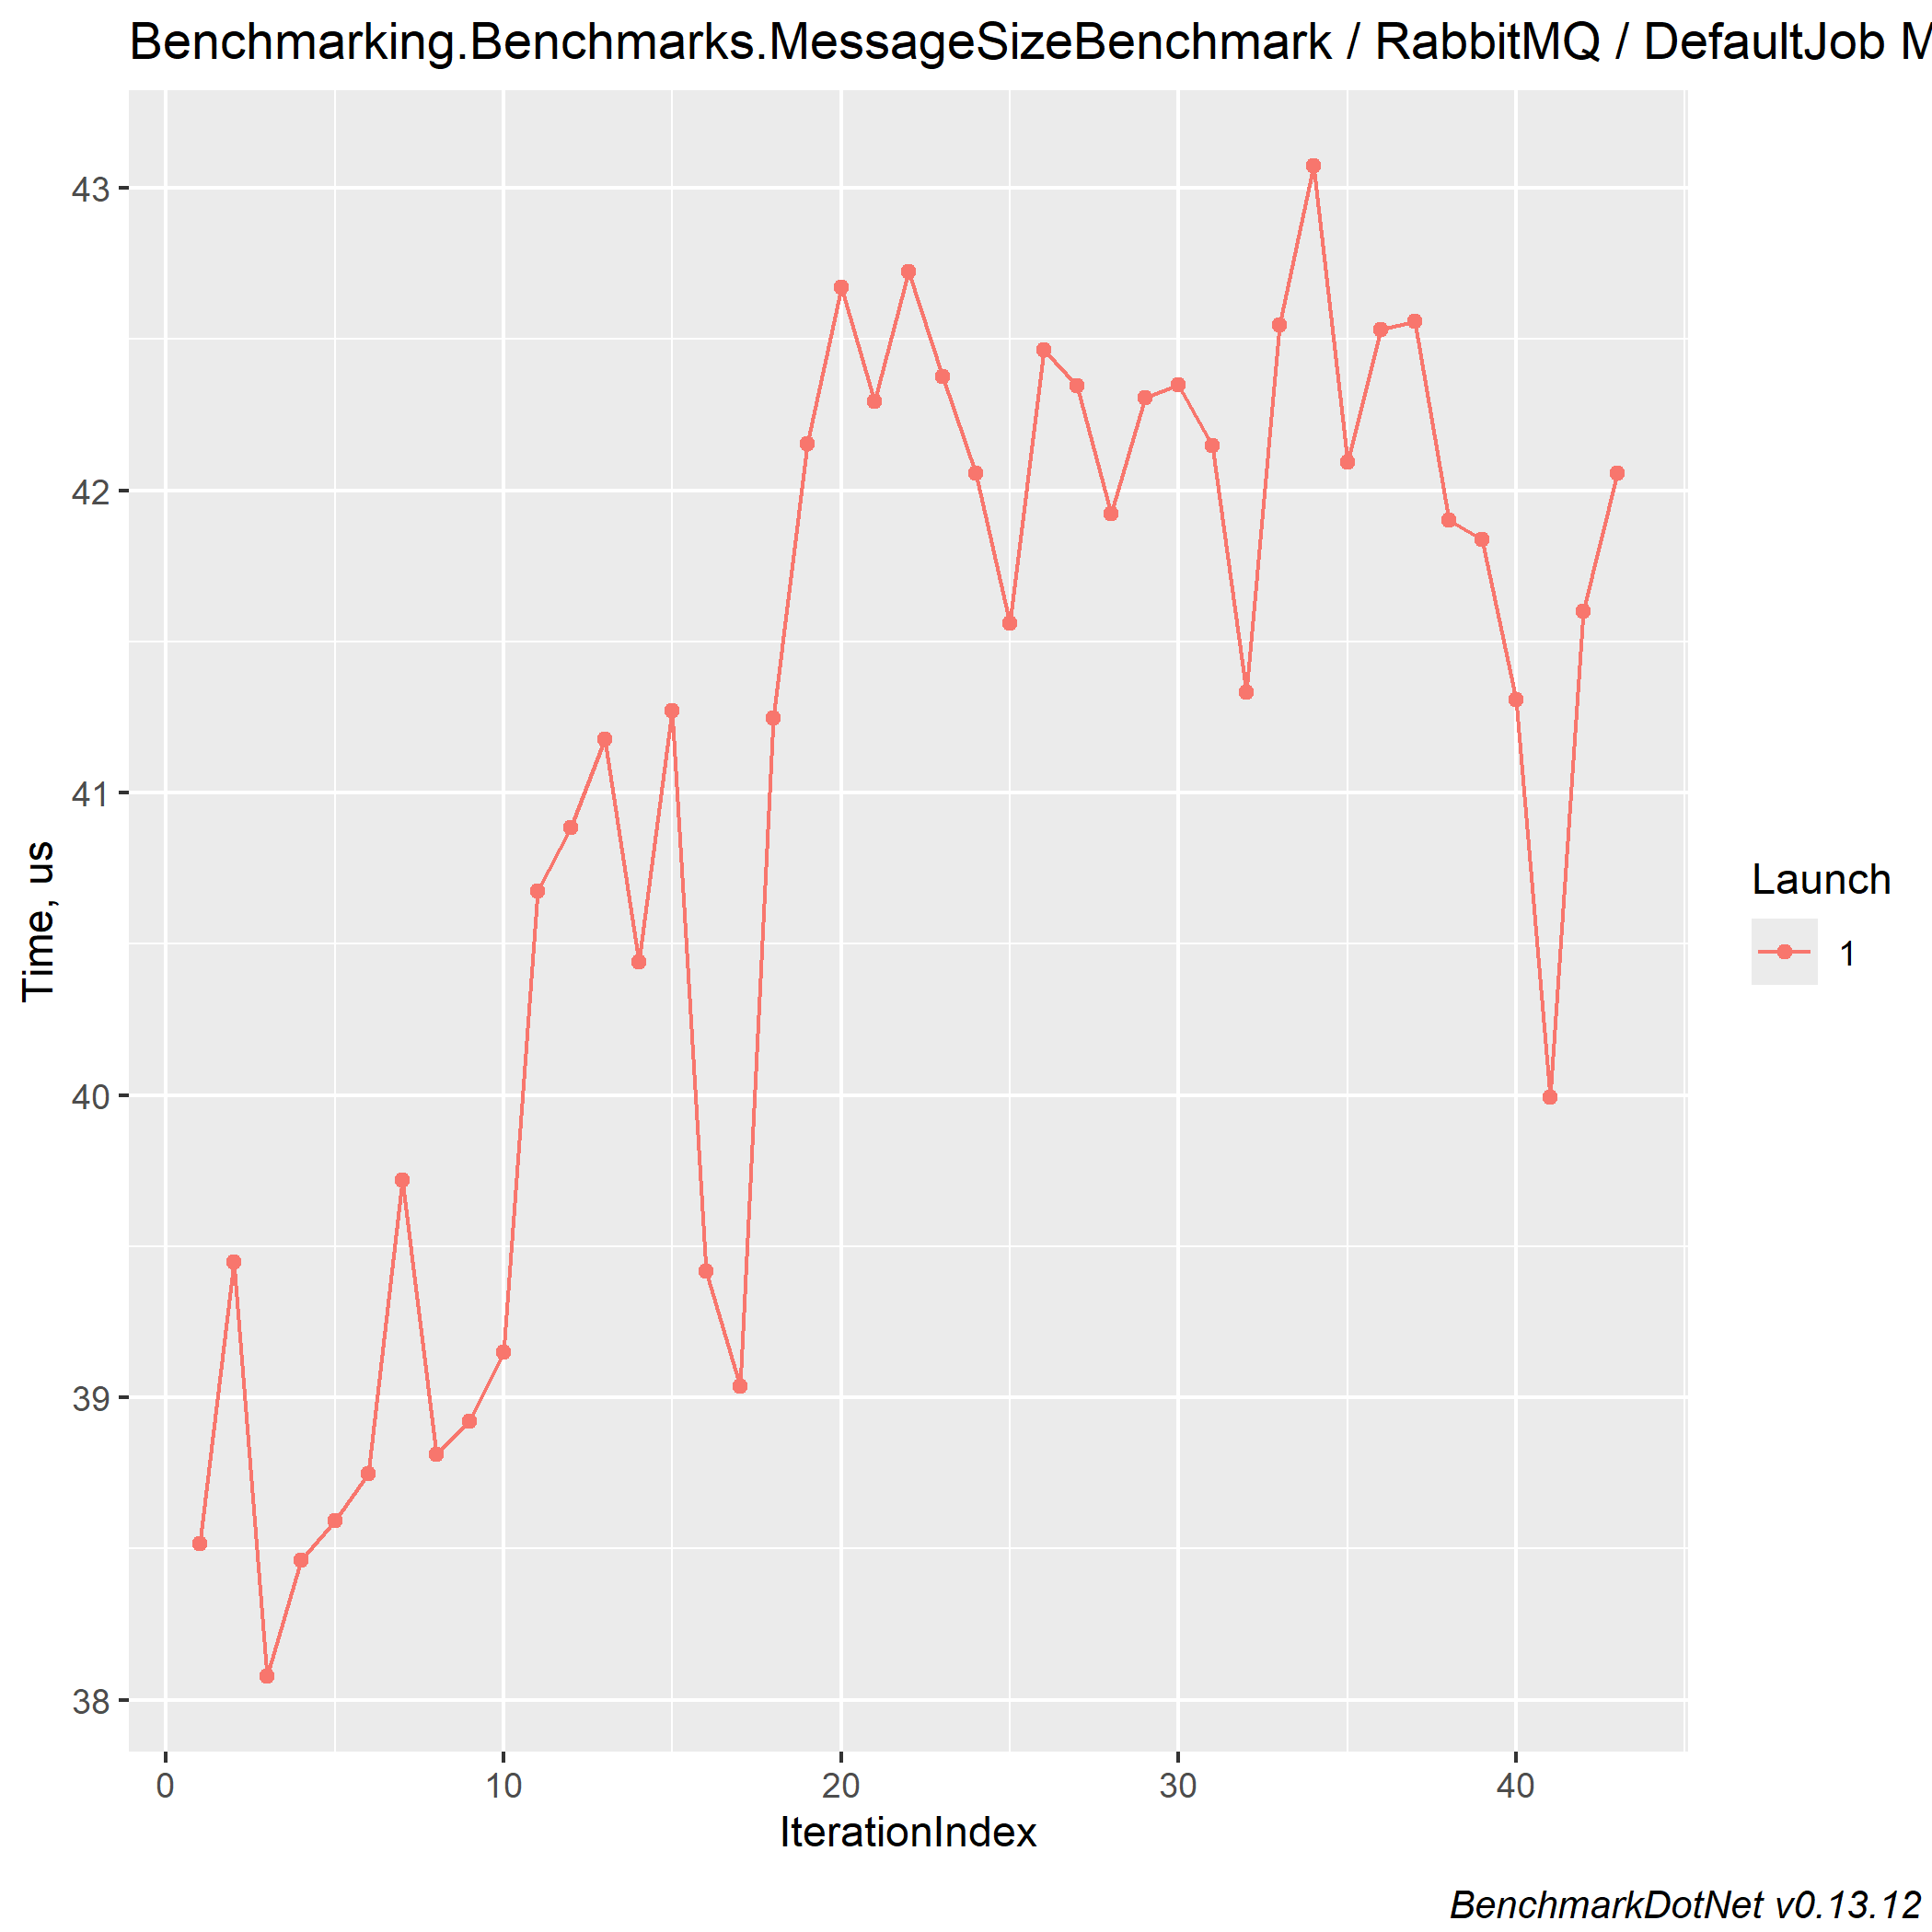 Benchmarking.Benchmarks.MessageSizeBenchmark / RabbitMQ / DefaultJob M
43
42
41
40
39
38
Time, us
0 10 20 30 40
IterationIndex
Launch
1
BenchmarkDotNet v0.13.12